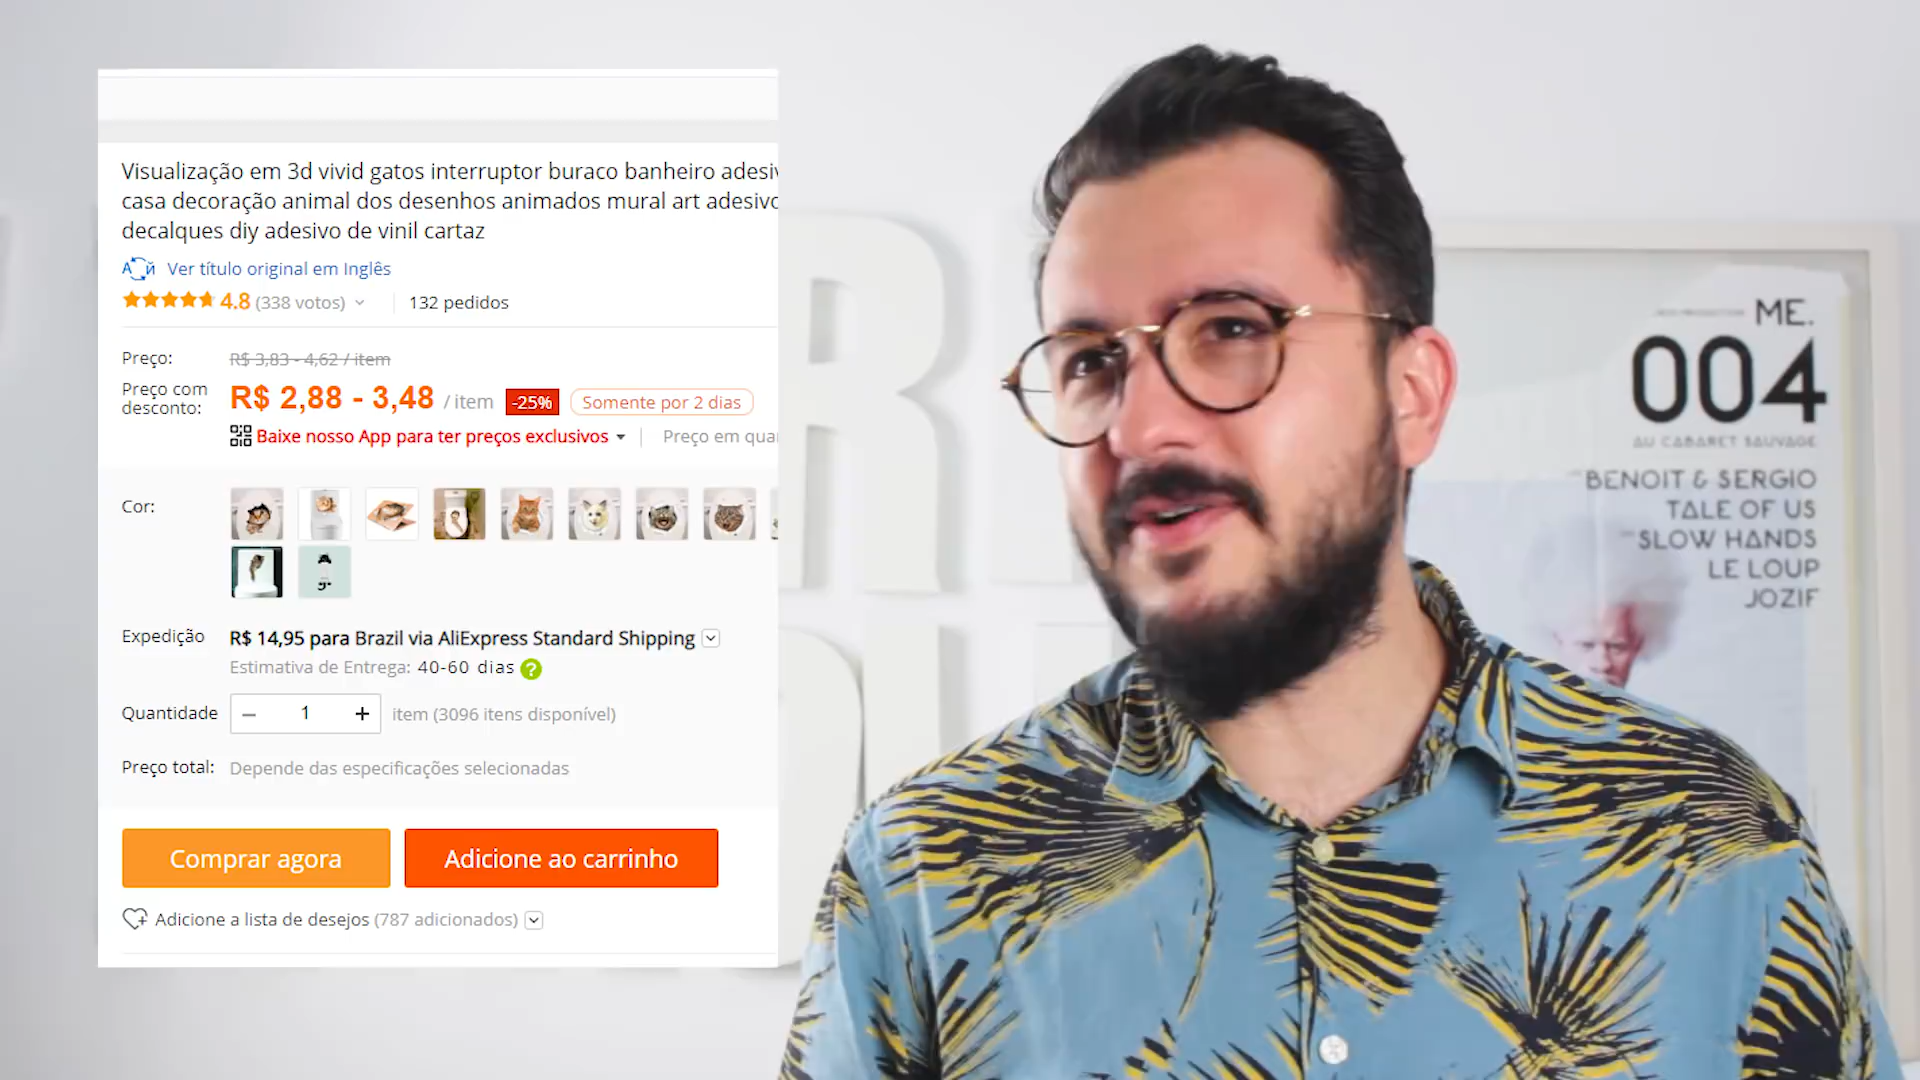 Visualização em 3d vivid gatos interruptor buraco banheiro
casa decoração animal dos desenhos animados mural art
decalques diy adesivo de vinil cartaz
Ver título original em Inglês
4.8 (338 votos) 132 pedidos
Preço: R$ 3,83 - 4,62 / item
Preço com desconto: R$ 2,88 - 3,48 / item -25% Somente por 2 dias
Baixe nosso App para ter preços exclusivos Preço em
Cor:
Expedição R$ 14,95 para Brazil via AliExpress Standard Shipping
Estimativa de Entrega: 40-60 dias ?
Quantidade – 1 + item (3096 itens disponível)
Preço total: Depende das especificações selecionadas
Comprar agora Adicione ao carrinho
Adicione a lista de desejos (787 adicionados)
ME.
004
AU CABARET SAUVAGE
BENOIT & SERGIO
TALE OF US
SLOW HANDS
LE LOUP
JOZIF